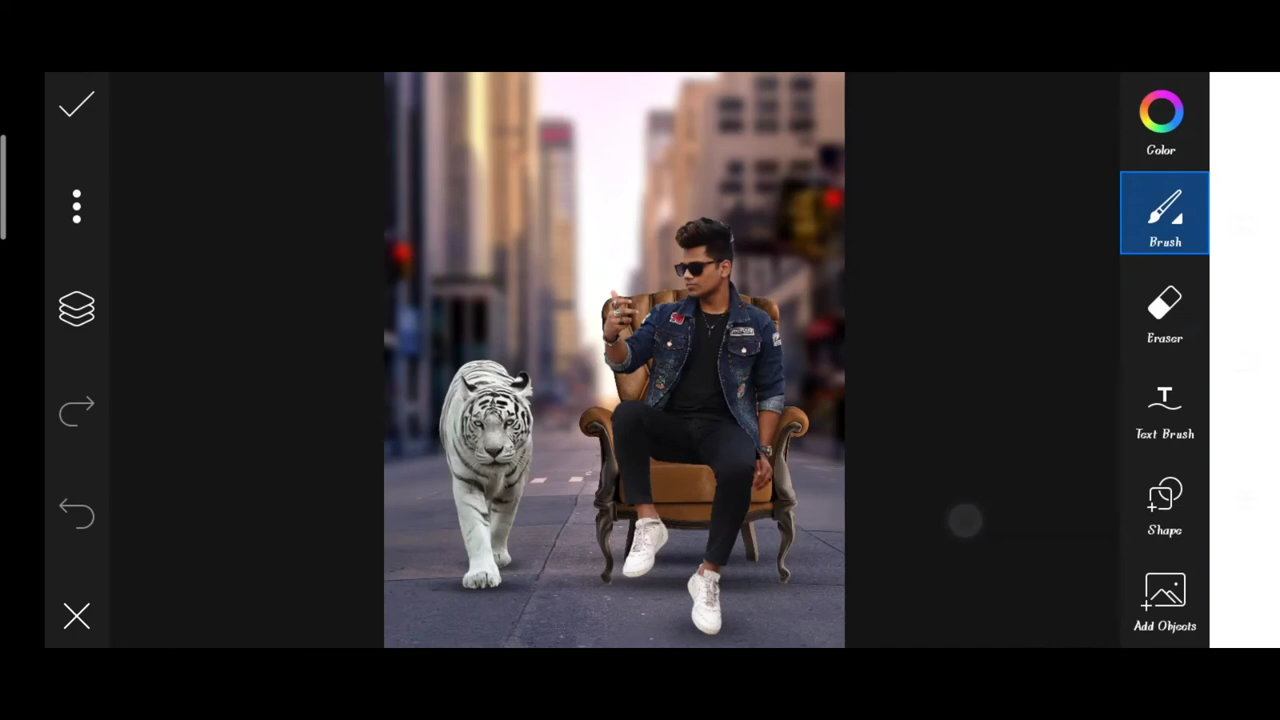 Color
Brush
Eraser
Text Brush
Shape
Add Objects